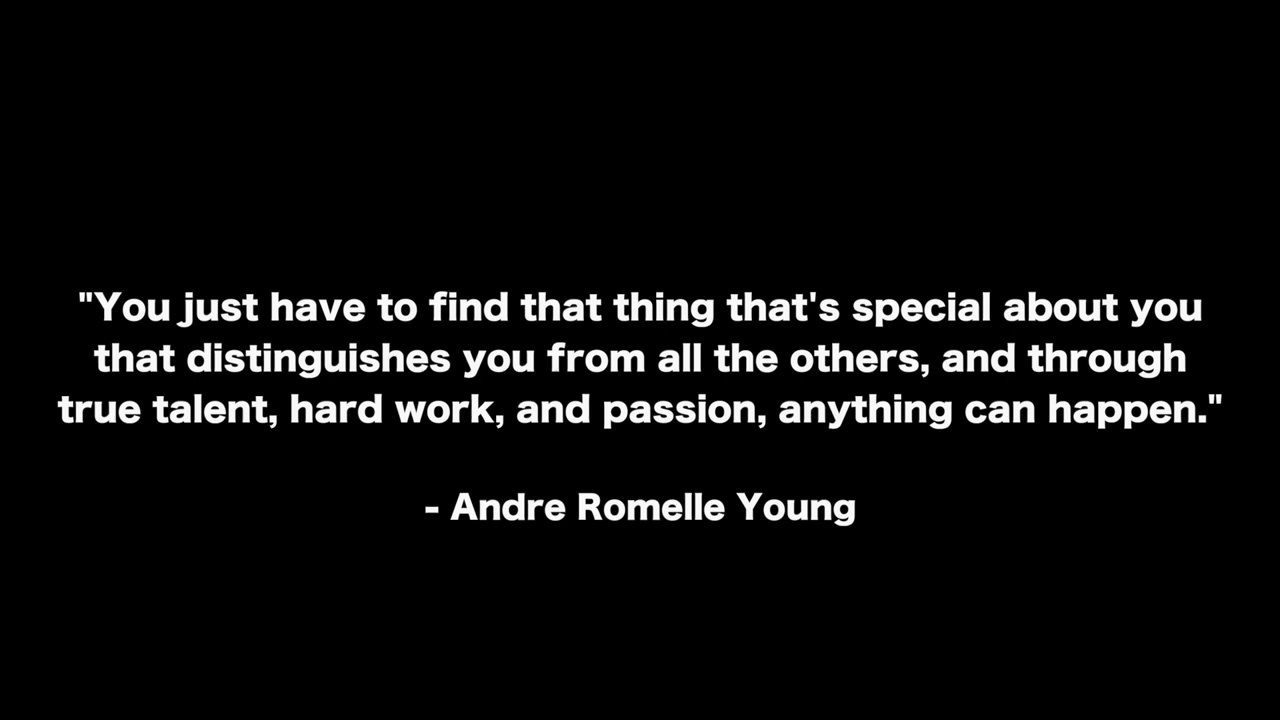 "You just have to find that thing that's special about you
that distinguishes you from all the others, and through
true talent, hard work, and passion, anything can happen."
- Andre Romelle Young